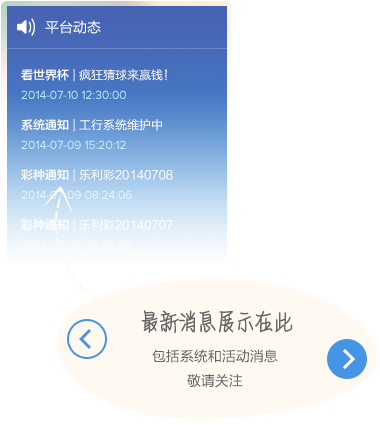 平台动态
看世界杯 | 疯狂猜球来赢钱！
2014-07-10 12:30:00
系统通知 | 工行系统维护中
2014-07-09 15:20:12
彩种通知 | 乐利彩20140708
2014-07-09 08:24:06
彩种通知 | 乐利彩20140707
最新消息展示在此
包括系统和活动消息
敬请关注